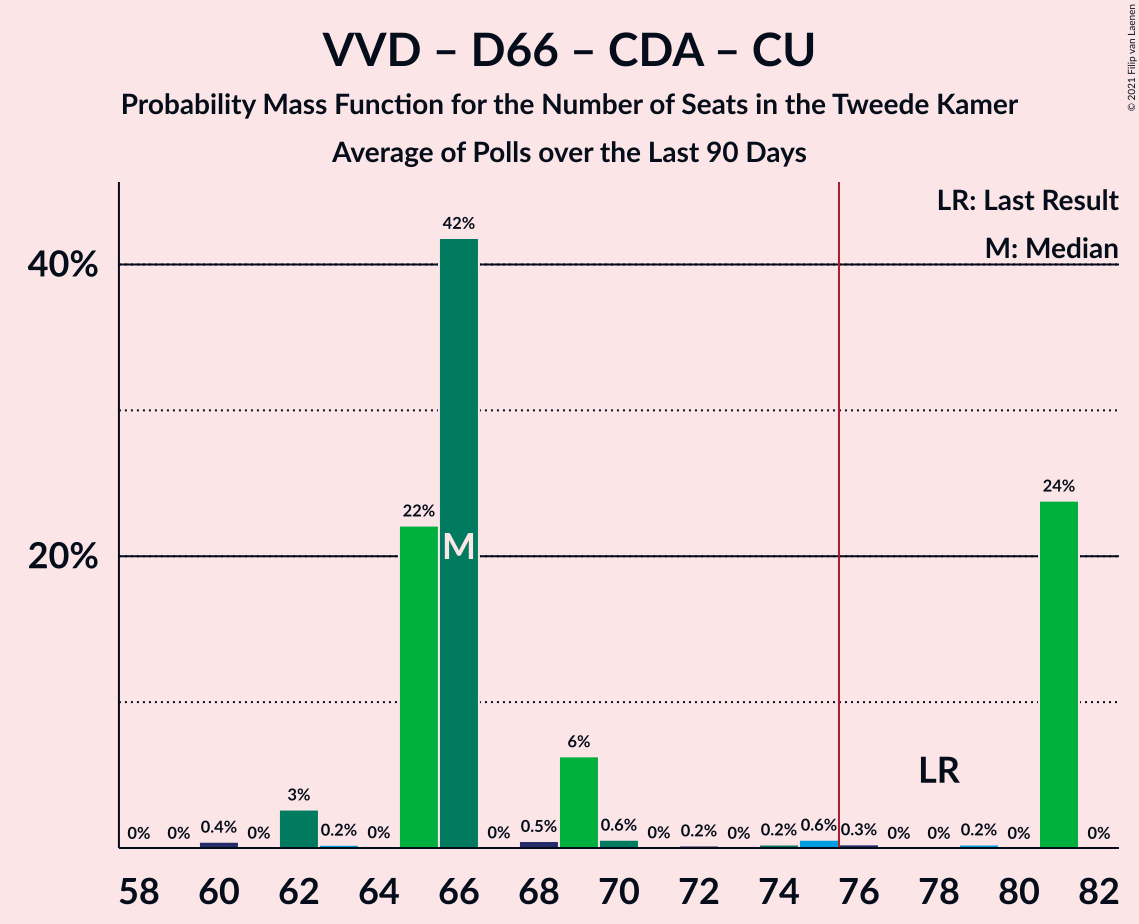 VVD – D66 – CDA – CU
Probability Mass Function for the Number of Seats in the Tweede Kamer
Average of Polls over the Last 90 Days
© 2021 Filip van Laenen
LR: Last Result
M: Median
40%
20%
0% 0% 0.4% 0% 3% 0.2% 0% 22% 42% 0% 0.5% 6% 0.6% 0% 0.2% 0% 0.2% 0.6% 0.3% 0% 0% 0.2% 0% 24% 0%
M
LR
58 60 62 64 66 68 70 72 74 76 78 80 82